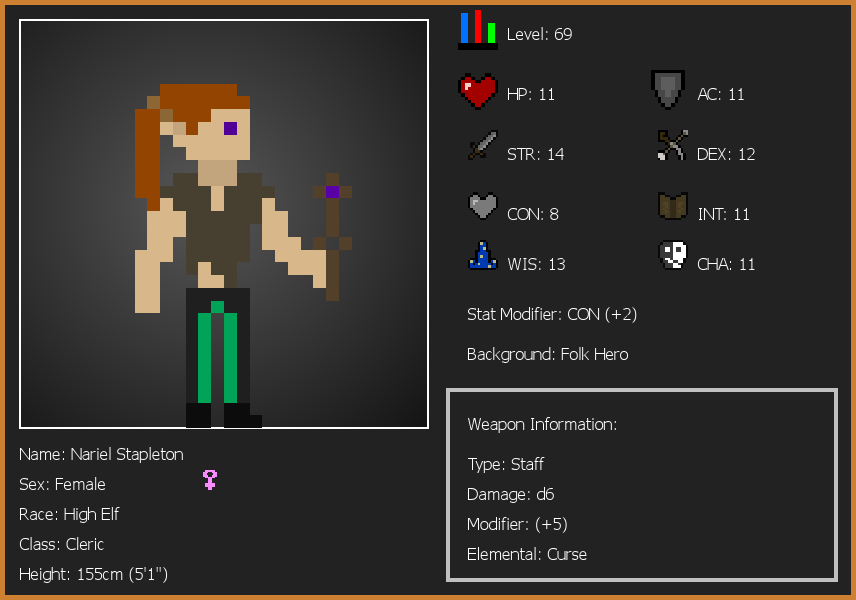 Level: 69
HP: 11
AC: 11
STR: 14
DEX: 12
CON: 8
INT: 11
WIS: 13
CHA: 11
Stat Modifier: CON (+2)
Background: Folk Hero
Weapon Information:
Type: Staff
Damage: d6
Modifier: (+5)
Elemental: Curse
Name: Nariel Stapleton
Sex: Female
Race: High Elf
Class: Cleric
Height: 155cm (5'1")